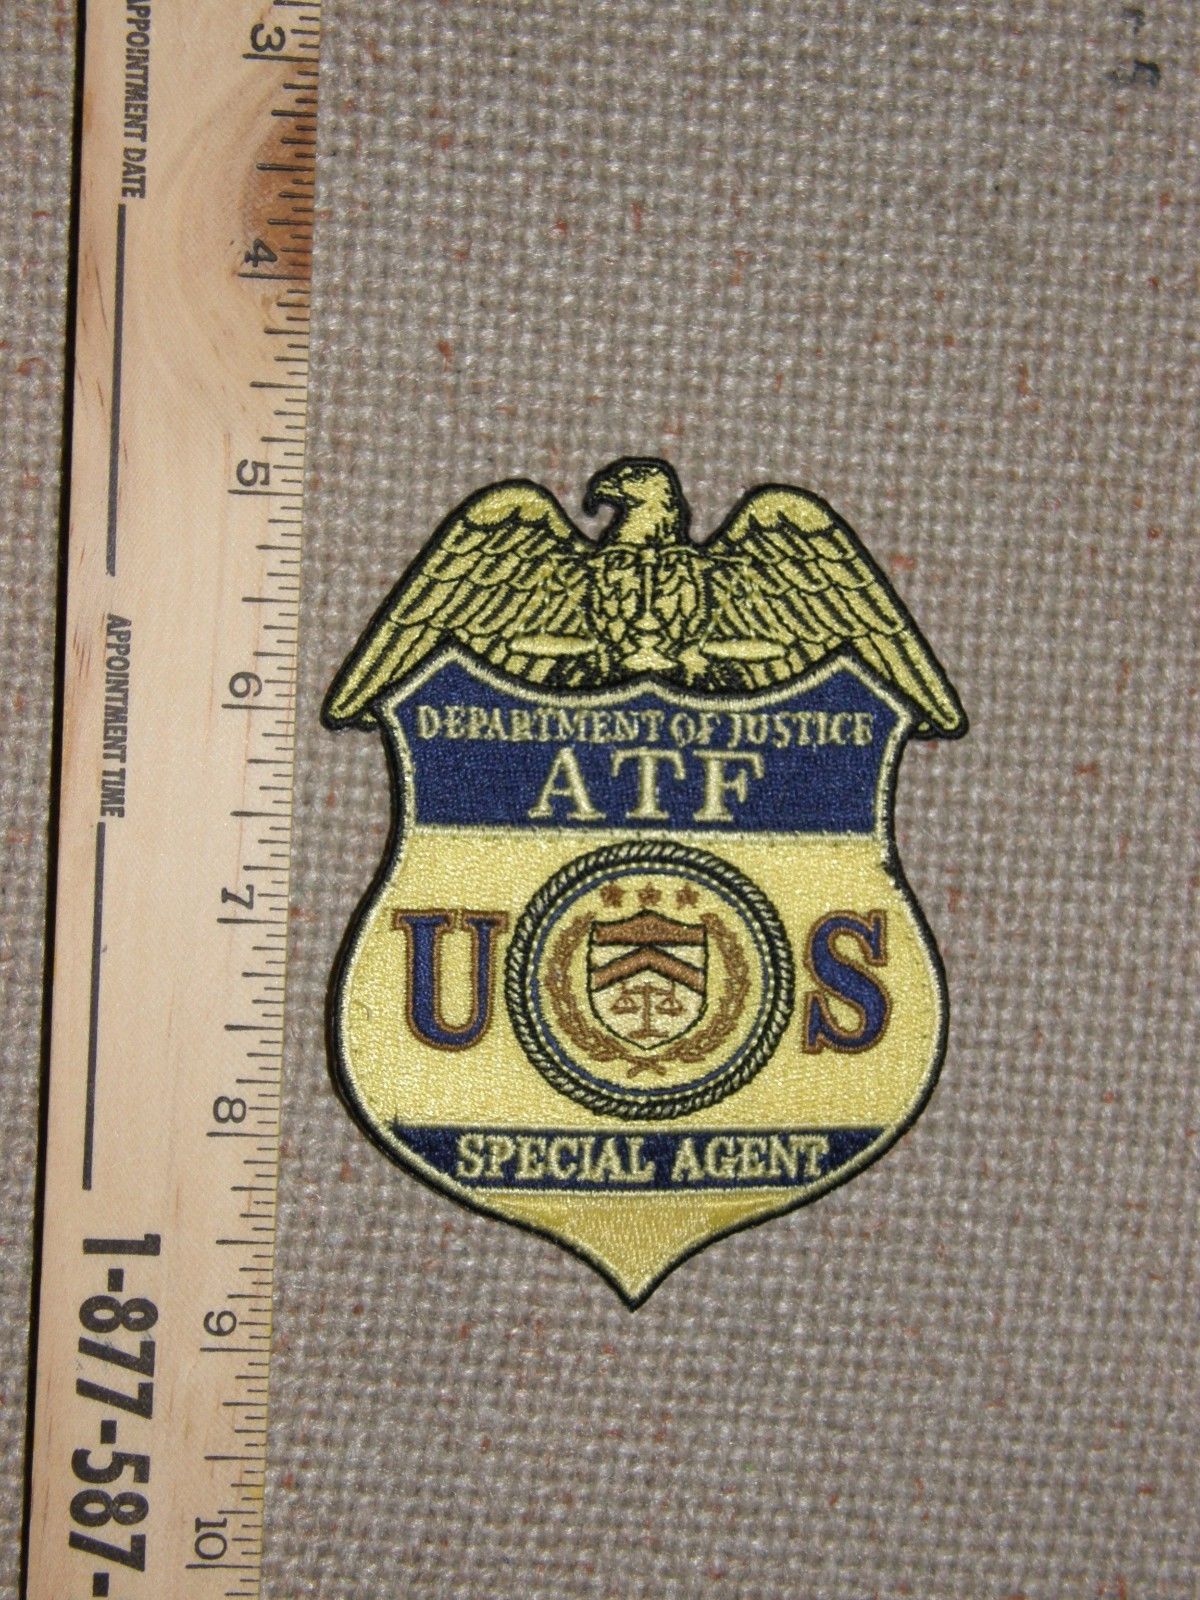 APPOINTMENT DATE
APPOINTMENT TIME
1-877-587-
3
4
5
6
7
8
9
10
DEPARTMENT OF JUSTICE
ATF
U S
SPECIAL AGENT